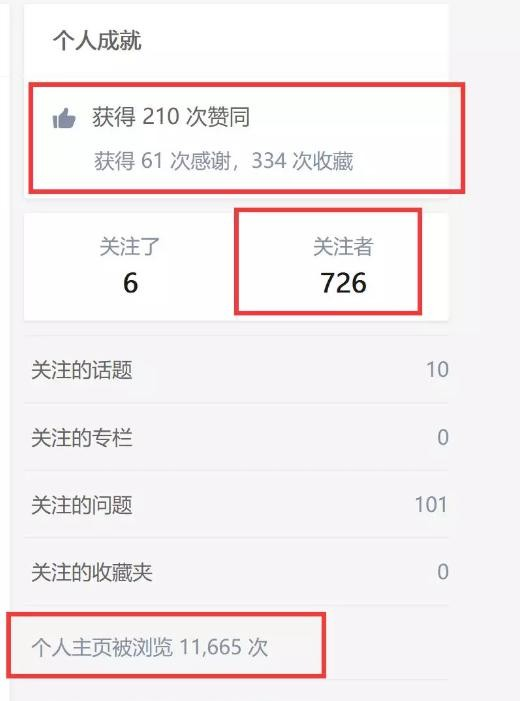 个人成就
获得 210 次赞同
获得 61 次感谢，334 次收藏
关注了 关注者
6 726
关注的话题 10
关注的专栏 0
关注的问题 101
关注的收藏夹 0
个人主页被浏览 11,665 次